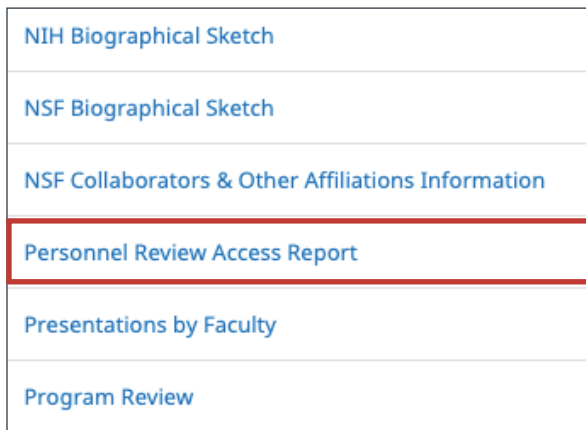 NIH Biographical Sketch
NSF Biographical Sketch
NSF Collaborators & Other Affiliations Information
Personnel Review Access Report
Presentations by Faculty
Program Review